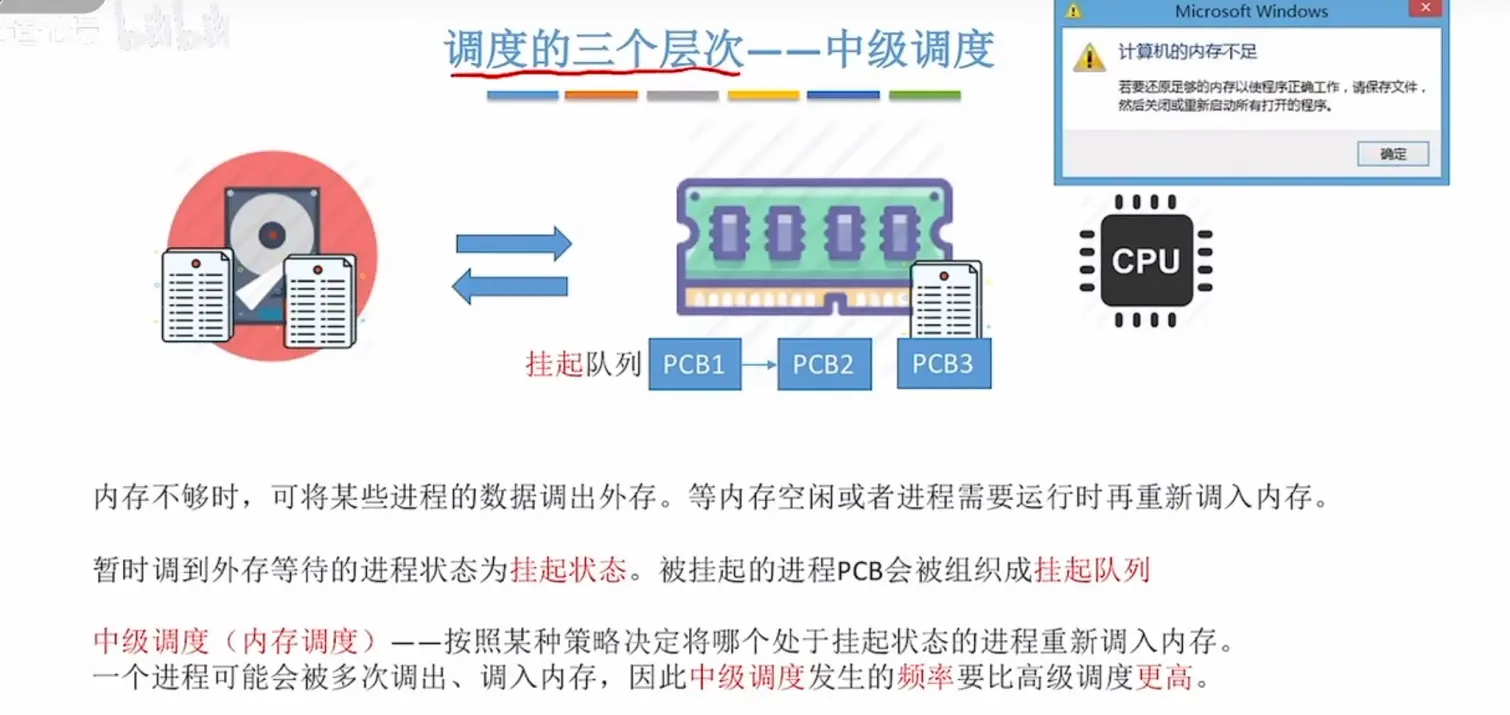 调度的三个层次——中级调度
Microsoft Windows
计算机的内存不足
若要还原足够的内存以使程序正确工作，请保存文件，
然后关闭或重新启动所有打开的程序。
确定
CPU
挂起队列 PCB1 PCB2 PCB3
内存不够时，可将某些进程的数据调出外存。等内存空闲或者进程需要运行时再重新调入内存。
暂时调到外存等待的进程状态为挂起状态。被挂起的进程PCB会被组织成挂起队列
中级调度（内存调度）——按照某种策略决定将哪个处于挂起状态的进程重新调入内存。
一个进程可能会被多次调出、调入内存，因此中级调度发生的频率要比高级调度更高。